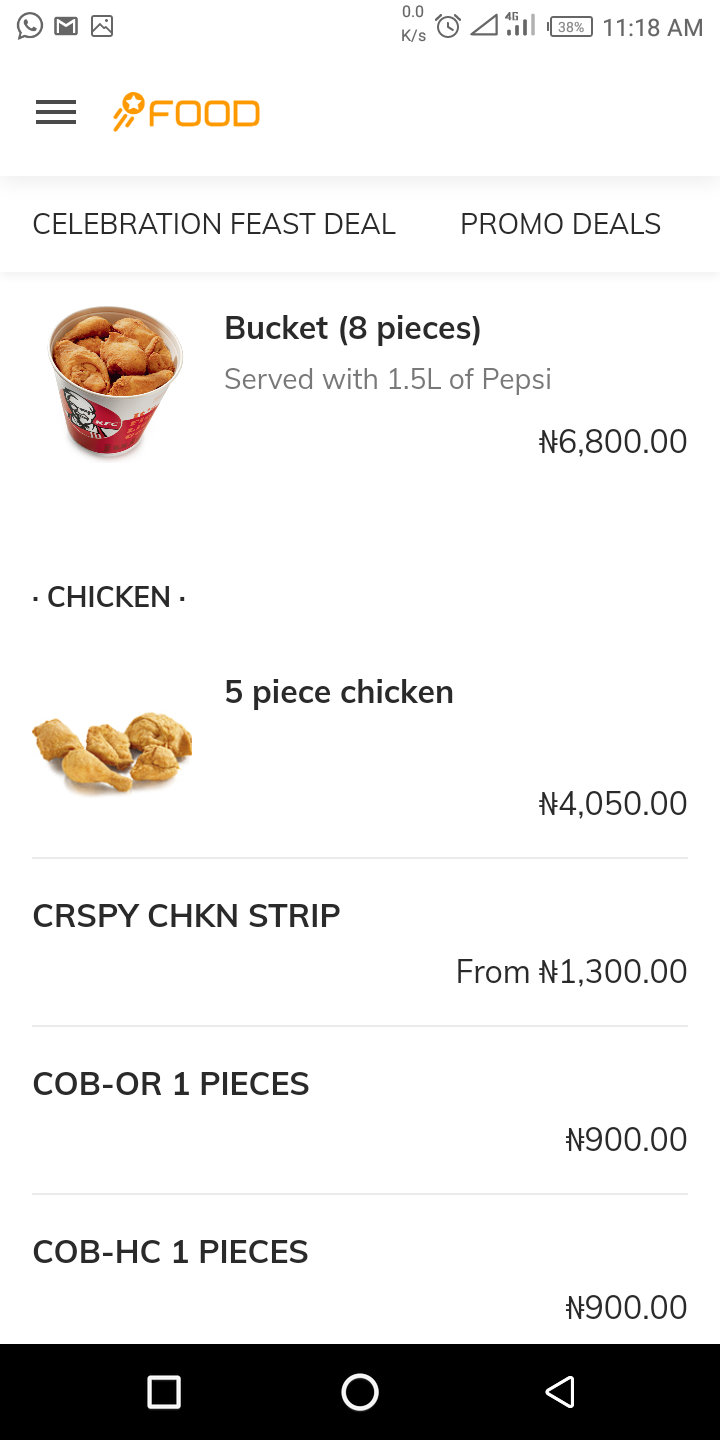 0.0
K/s
4G
38%
11:18 AM
FOOD
CELEBRATION FEAST DEAL PROMO DEALS
Bucket (8 pieces)
Served with 1.5L of Pepsi
KFC
₦6,800.00
· CHICKEN ·
5 piece chicken
₦4,050.00
CRSPY CHKN STRIP
From ₦1,300.00
COB-OR 1 PIECES
₦900.00
COB-HC 1 PIECES
₦900.00